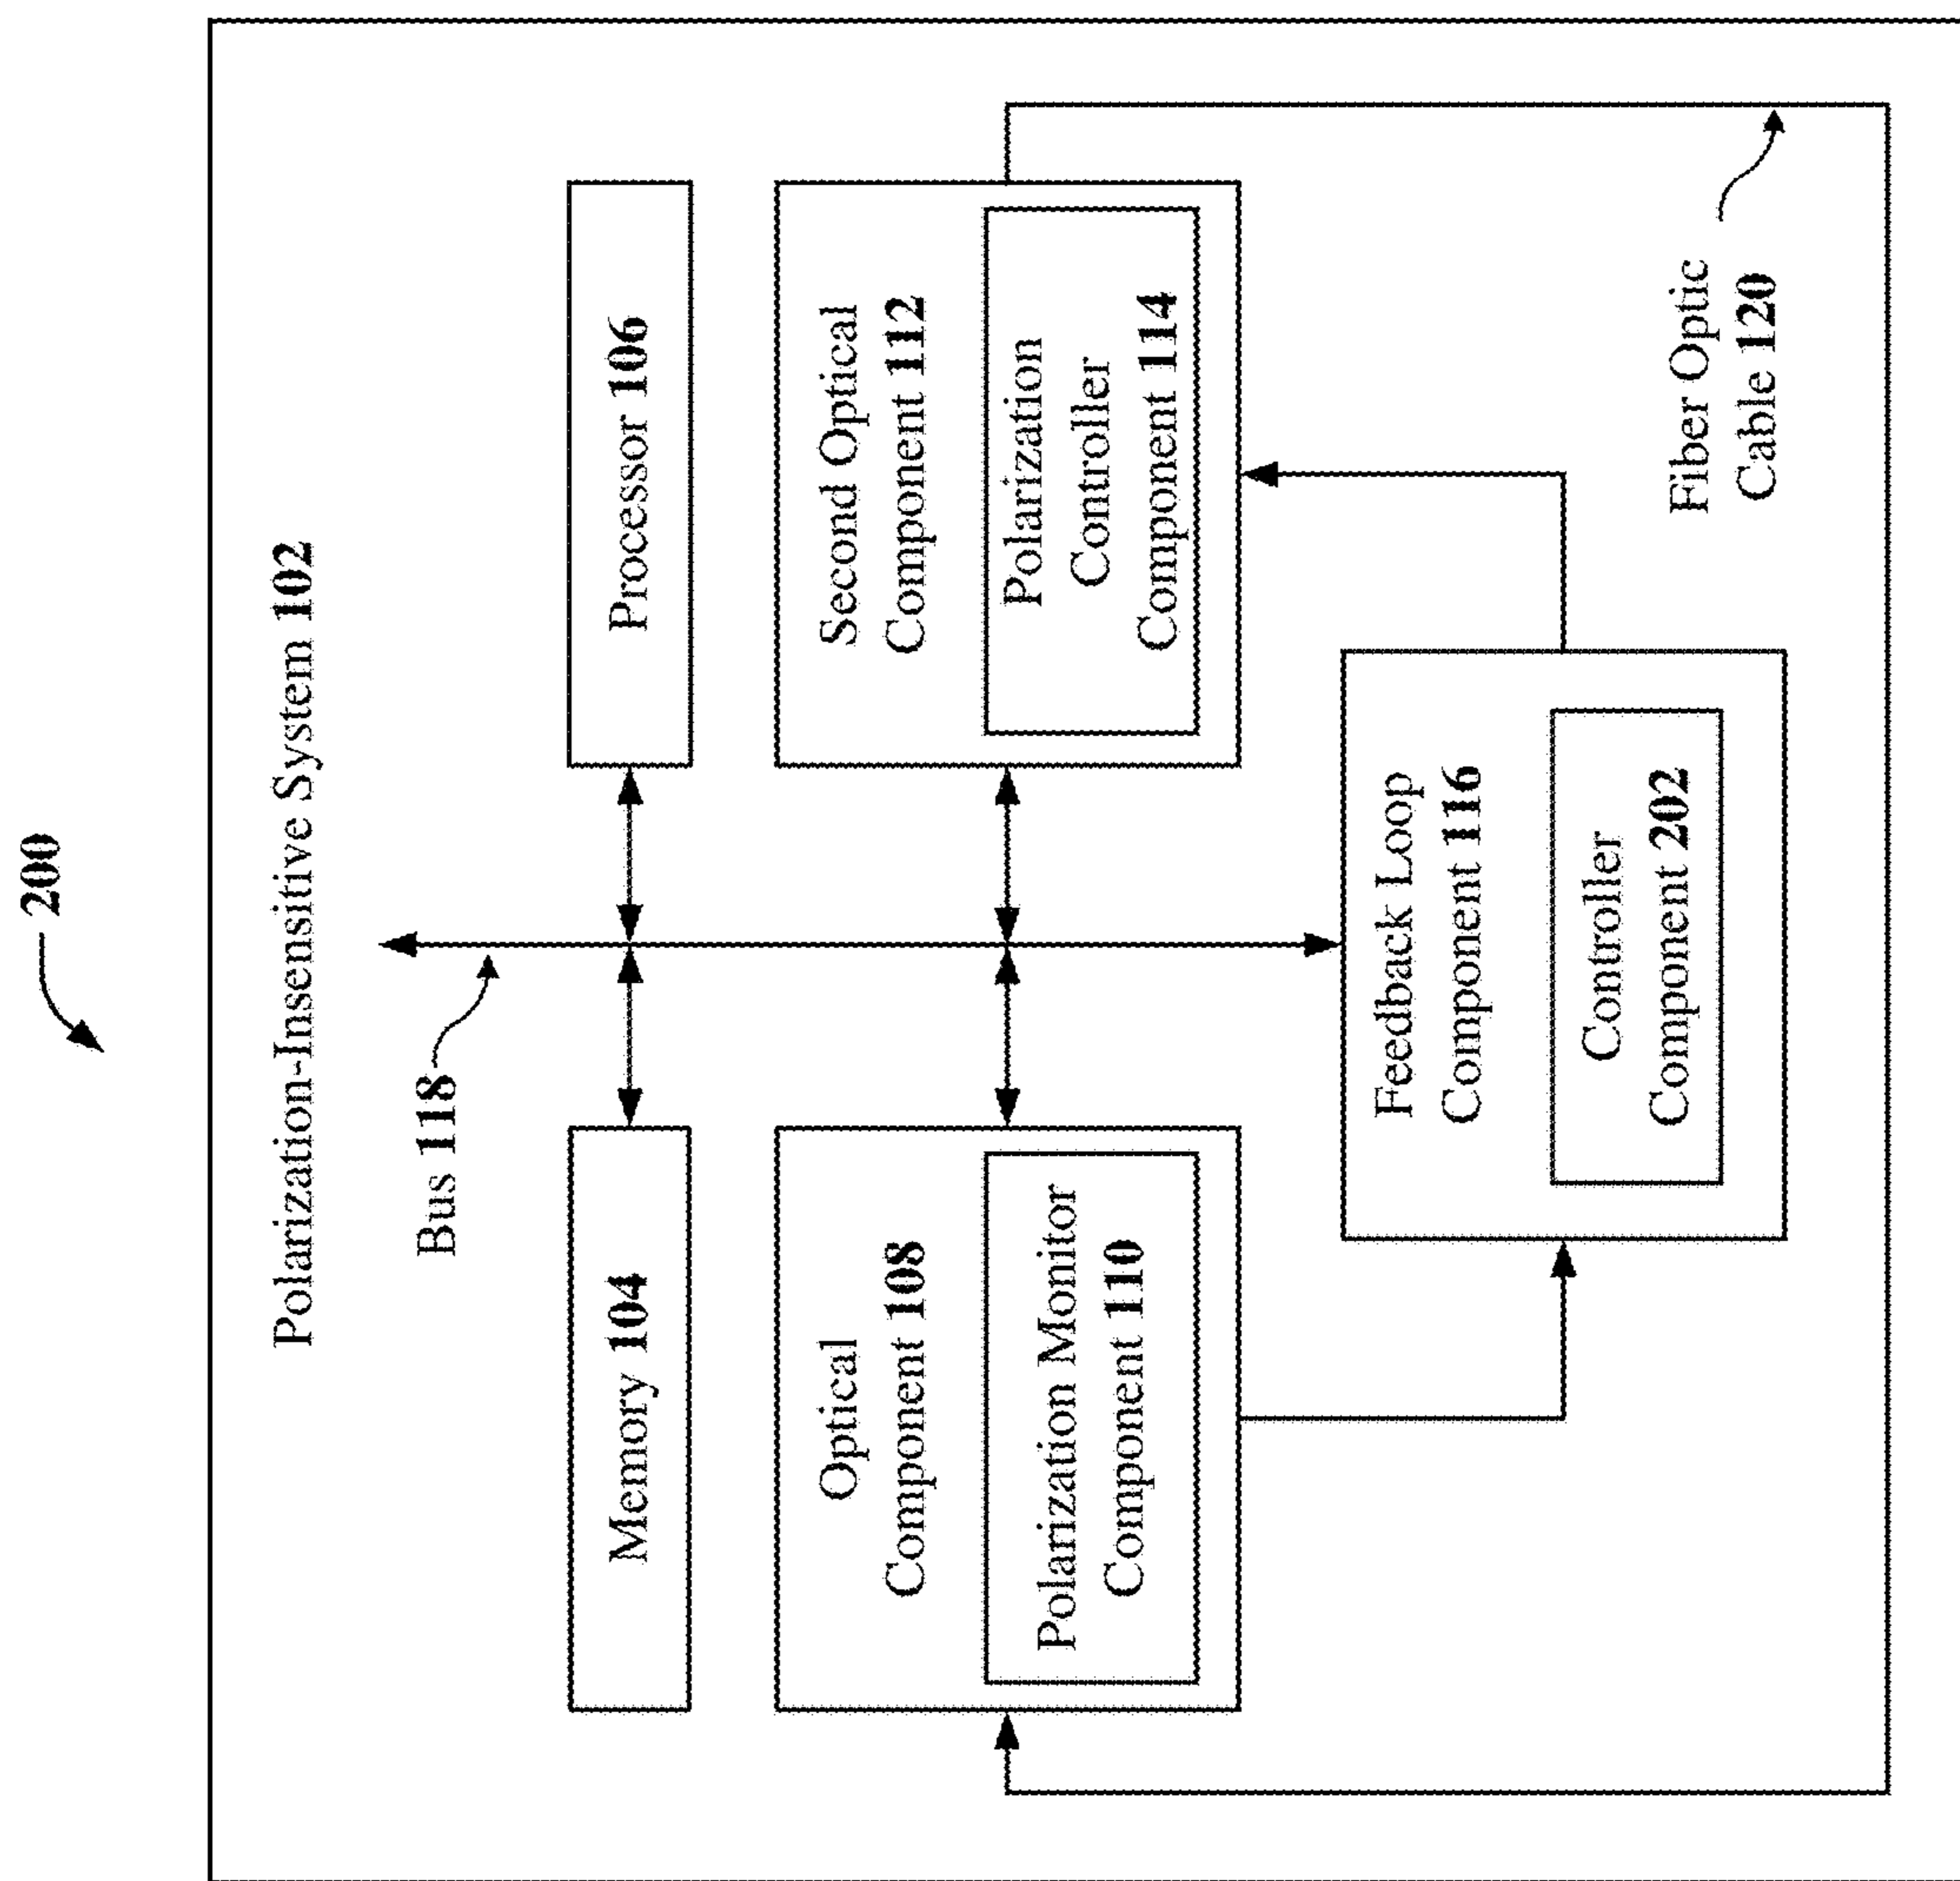 200
Polarization-Insensitive System 102
Bus 118
Memory 104
Processor 106
Optical
Component 108
Polarization Monitor
Component 110
Second Optical
Component 112
Polarization
Controller
Component 114
Feedback Loop
Component 116
Controller
Component 202
Fiber Optic
Cable 120